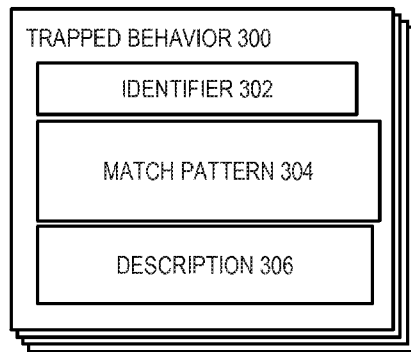 TRAPPED BEHAVIOR 300
IDENTIFIER 302
MATCH PATTERN 304
DESCRIPTION 306